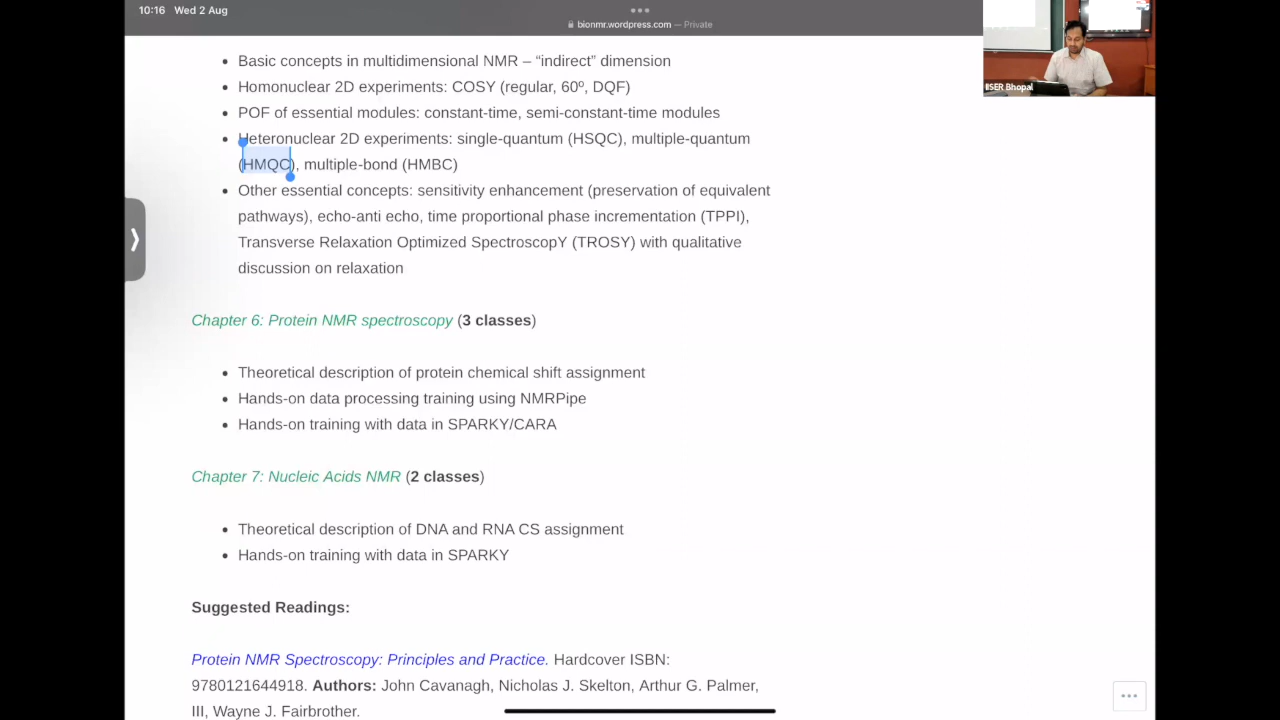 10:16 Wed 2 Aug
bionmr.wordpress.com — Private
IISER Bhopal
• Basic concepts in multidimensional NMR – “indirect” dimension
• Homonuclear 2D experiments: COSY (regular, 60º, DQF)
• POF of essential modules: constant-time, semi-constant-time modules
• Heteronuclear 2D experiments: single-quantum (HSQC), multiple-quantum
(HMQC), multiple-bond (HMBC)
• Other essential concepts: sensitivity enhancement (preservation of equivalent
pathways), echo-anti echo, time proportional phase incrementation (TPPI),
Transverse Relaxation Optimized SpectroscopY (TROSY) with qualitative
discussion on relaxation
Chapter 6: Protein NMR spectroscopy (3 classes)
• Theoretical description of protein chemical shift assignment
• Hands-on data processing training using NMRPipe
• Hands-on training with data in SPARKY/CARA
Chapter 7: Nucleic Acids NMR (2 classes)
• Theoretical description of DNA and RNA CS assignment
• Hands-on training with data in SPARKY
Suggested Readings:
Protein NMR Spectroscopy: Principles and Practice. Hardcover ISBN:
9780121644918. Authors: John Cavanagh, Nicholas J. Skelton, Arthur G. Palmer,
III, Wayne J. Fairbrother.